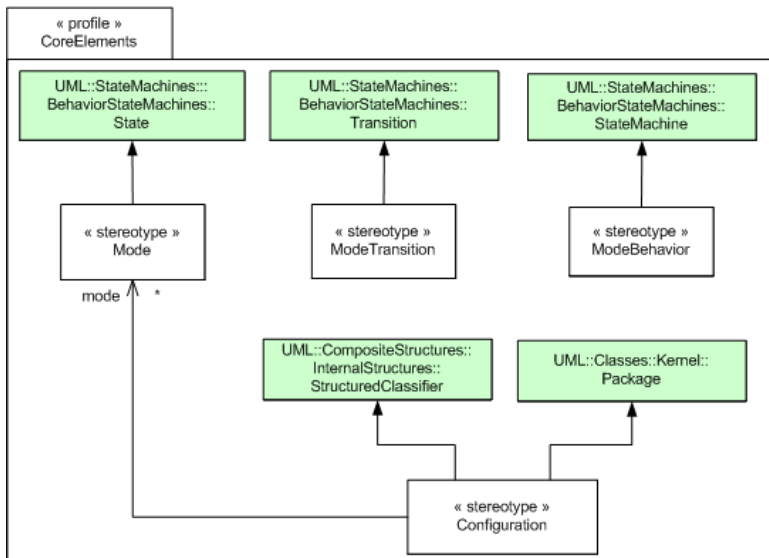 « profile »
CoreElements
UML::StateMachines:::
BehaviorStateMachines::
State
UML::StateMachines::
BehaviorStateMachines::
Transition
UML::StateMachines::
BehaviorStateMachines::
StateMachine
« stereotype »
Mode
« stereotype »
ModeTransition
« stereotype »
ModeBehavior
mode *
UML::CompositeStructures::
InternalStructures::
StructuredClassifier
UML::Classes::Kernel::
Package
« stereotype »
Configuration